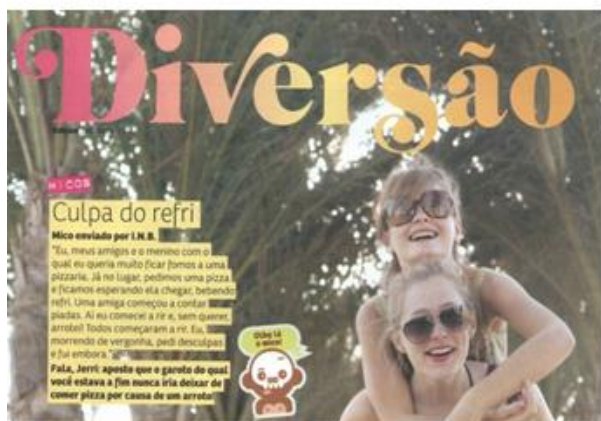 Diversão
MICOS
Culpa do refri
Mico enviado por I.N.B.
"Eu, meus amigos e o menino com o
qual eu queria muito ficar fomos a uma
pizzaria. Já no lugar, pedimos uma pizza
e ficamos esperando ela chegar, bebendo
refri. Uma amiga começou a contar
piadas. Aí eu comecei a rir e, sem querer,
arrotei! Todos começaram a rir. Eu,
morrendo de vergonha, pedi desculpas
e fui embora."
Fala, Jerri: aposto que o garoto do qual
você estava a fim nunca iria deixar de
comer pizza por causa de um arroto!
Olha lá
o mico!